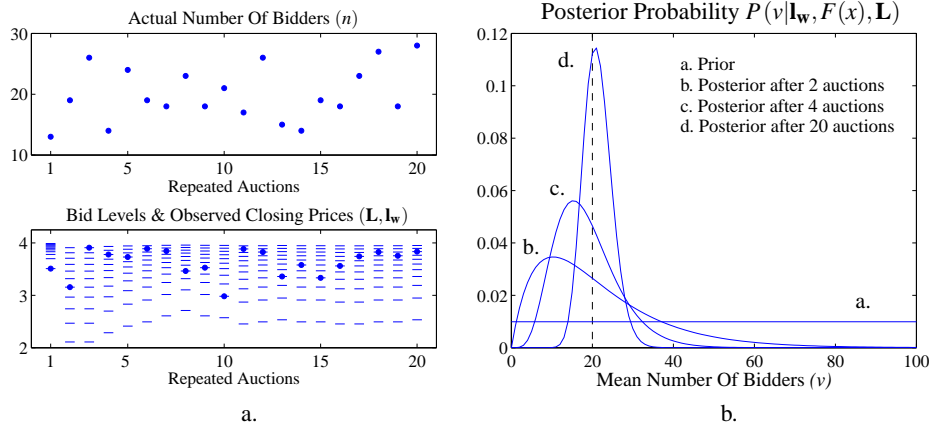 Actual Number Of Bidders (n)
30
20
10
1
5
10
15
20
Repeated Auctions
Bid Levels & Observed Closing Prices (L, l_w)
4
3
2
1
5
10
15
20
Repeated Auctions
a.
Posterior Probability P(ν|l_w, F(x), L)
0.12
0.1
0.08
0.06
0.04
0.02
0
d.
c.
b.
a.
a. Prior
b. Posterior after 2 auctions
c. Posterior after 4 auctions
d. Posterior after 20 auctions
0
20
40
60
80
100
Mean Number Of Bidders (ν)
b.